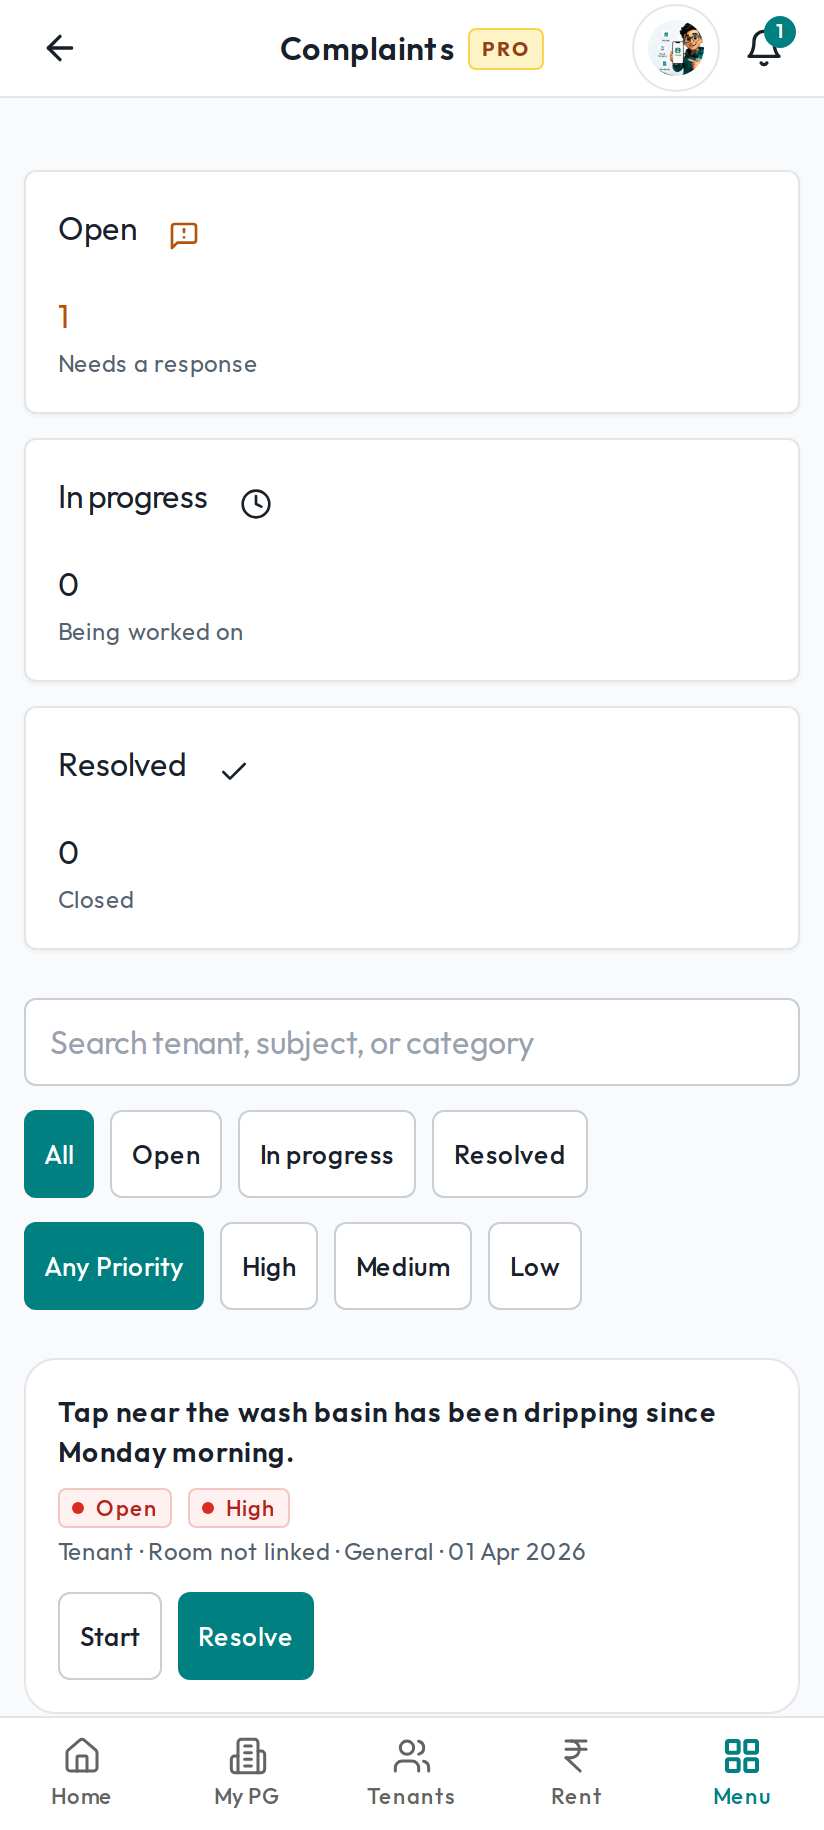 Complaints PRO 1
Open
1
Needs a response
In progress
0
Being worked on
Resolved
0
Closed
Search tenant, subject, or category
All Open In progress Resolved
Any Priority High Medium Low
Tap near the wash basin has been dripping since
Monday morning.
Open High
Tenant · Room not linked · General · 01 Apr 2026
Start Resolve
Home My PG Tenants Rent Menu